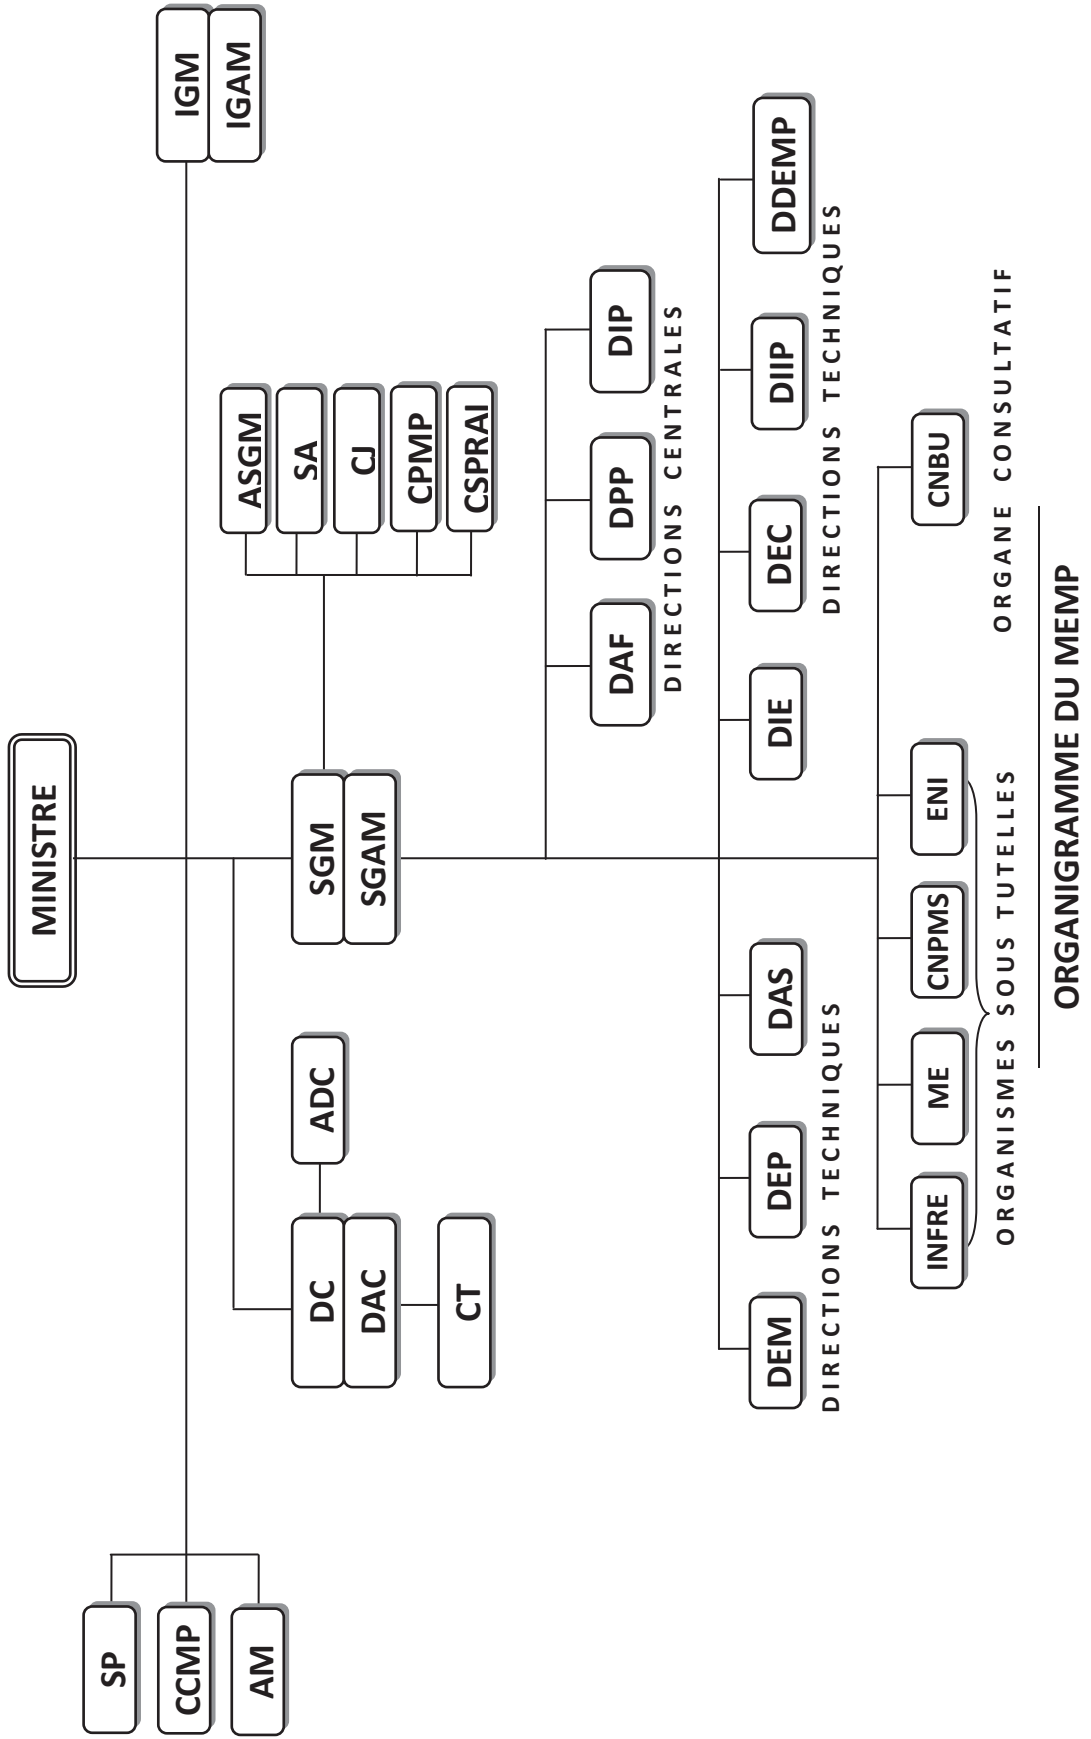 MINISTRE
SP
CCMP
AM
IGM
IGAM
DC
DAC
ADC
CT
SGM
SGAM
ASGM
SA
CJ
CPMP
CSPRAI
DAF
DPP
DIP
DIRECTIONS CENTRALES
DEM
DEP
DAS
DIE
DEC
DIIP
DDEMP
DIRECTIONS TECHNIQUES
DIRECTIONS TECHNIQUES
INFRE
ME
CNPMS
ENI
CNBU
ORGANISMES SOUS TUTELLES
ORGANE CONSULTATIF
ORGANIGRAMME DU MEMP